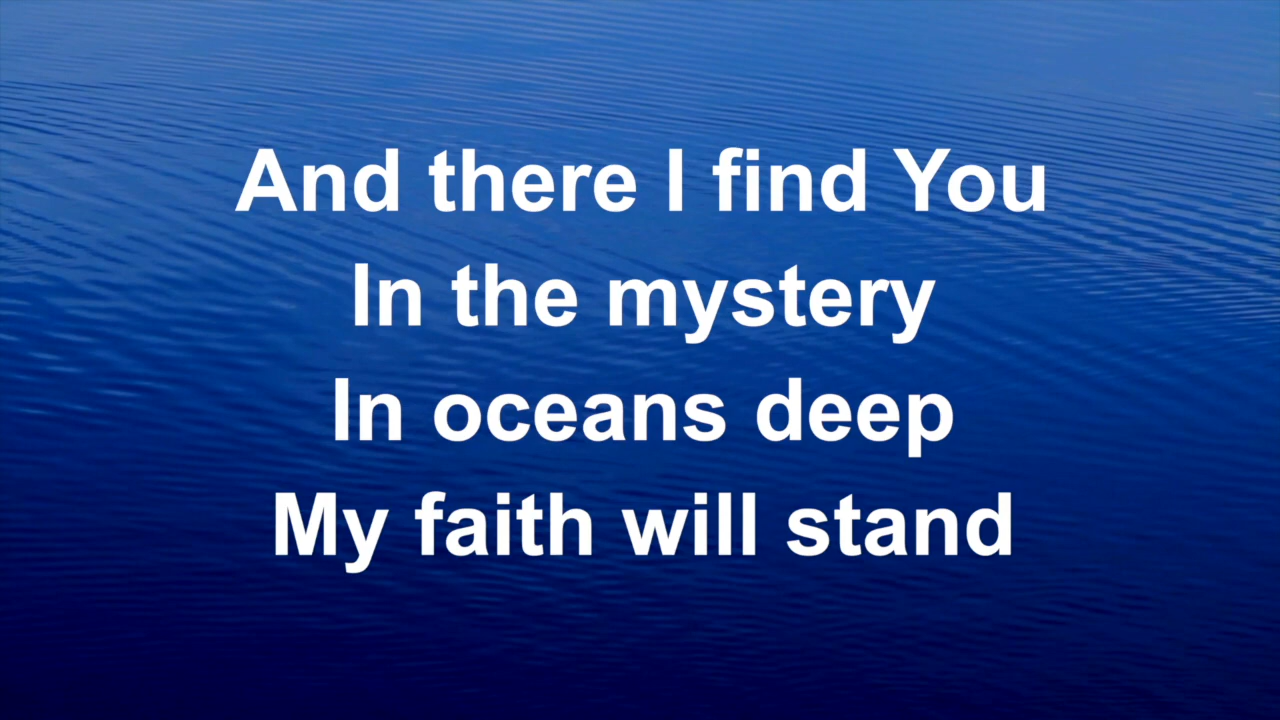 And there I find You
In the mystery
In oceans deep
My faith will stand